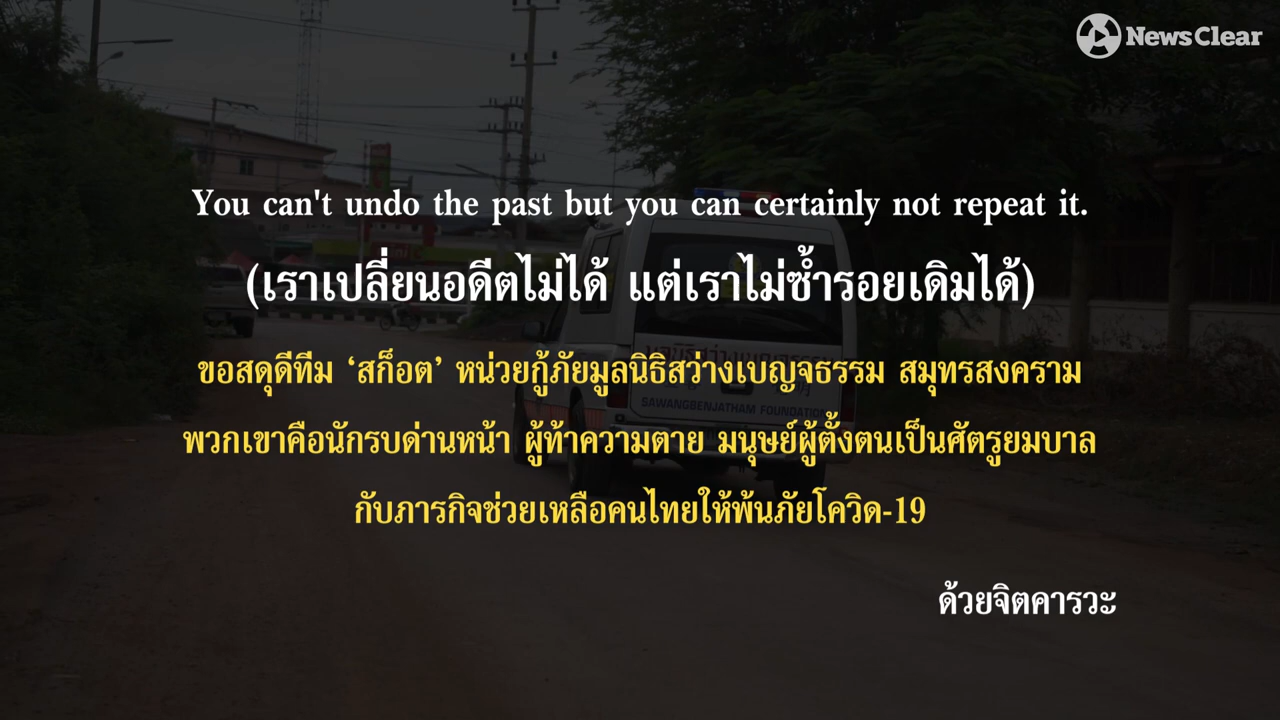 News Clear
You can't undo the past but you can certainly not repeat it.
(เราเปลี่ยนอดีตไม่ได้ แต่เราไม่ซ้ำรอยเดิมได้)
ขอสดุดีทีม ‘สก็อต’ หน่วยกู้ภัยมูลนิธิสว่างเบญจธรรม สมุทรสงคราม
พวกเขาคือนักรบด่านหน้า ผู้ท้าความตาย มนุษย์ผู้ตั้งตนเป็นศัตรูยมบาล
SAWANGBENJATHAM FOUNDATION
กับภารกิจช่วยเหลือคนไทยให้พ้นภัยโควิด-19
ด้วยจิตคารวะ